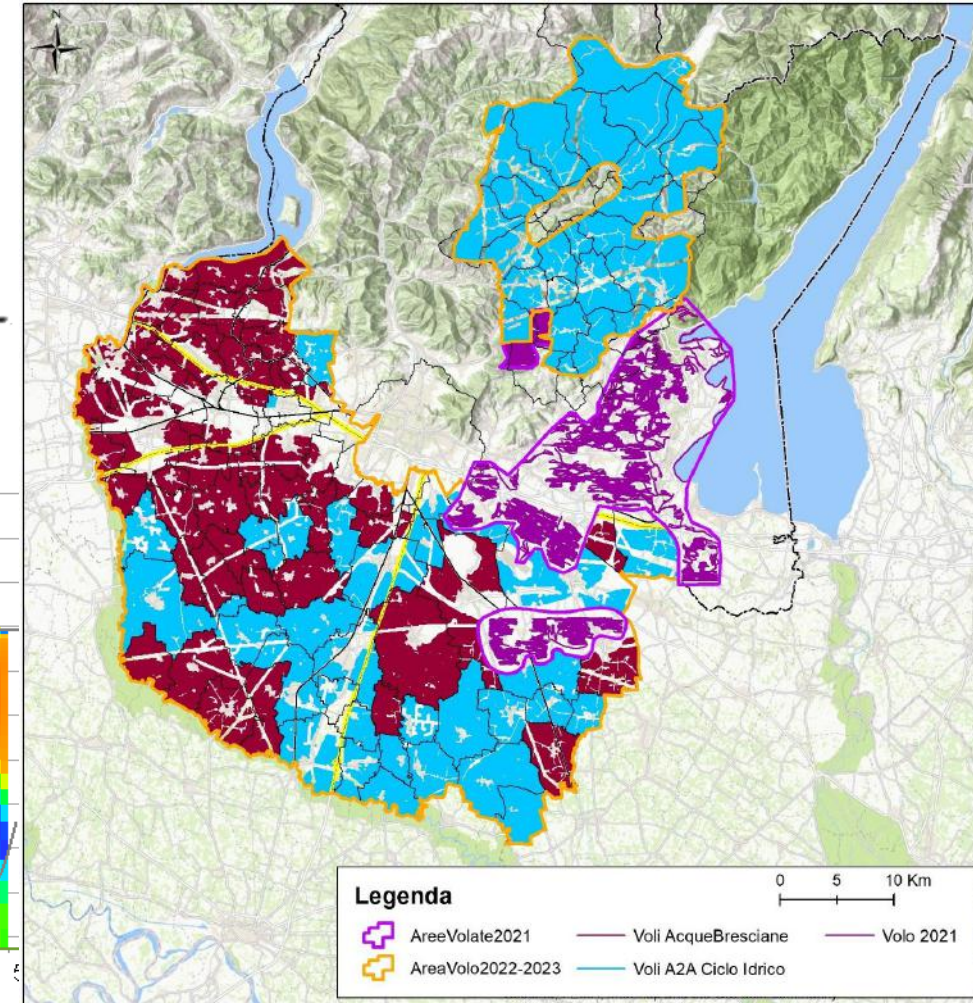 N
Legenda
0 5 10 Km
AreeVolate2021 Voli AcqueBresciane Volo 2021
AreaVolo2022-2023 Voli A2A Ciclo Idrico